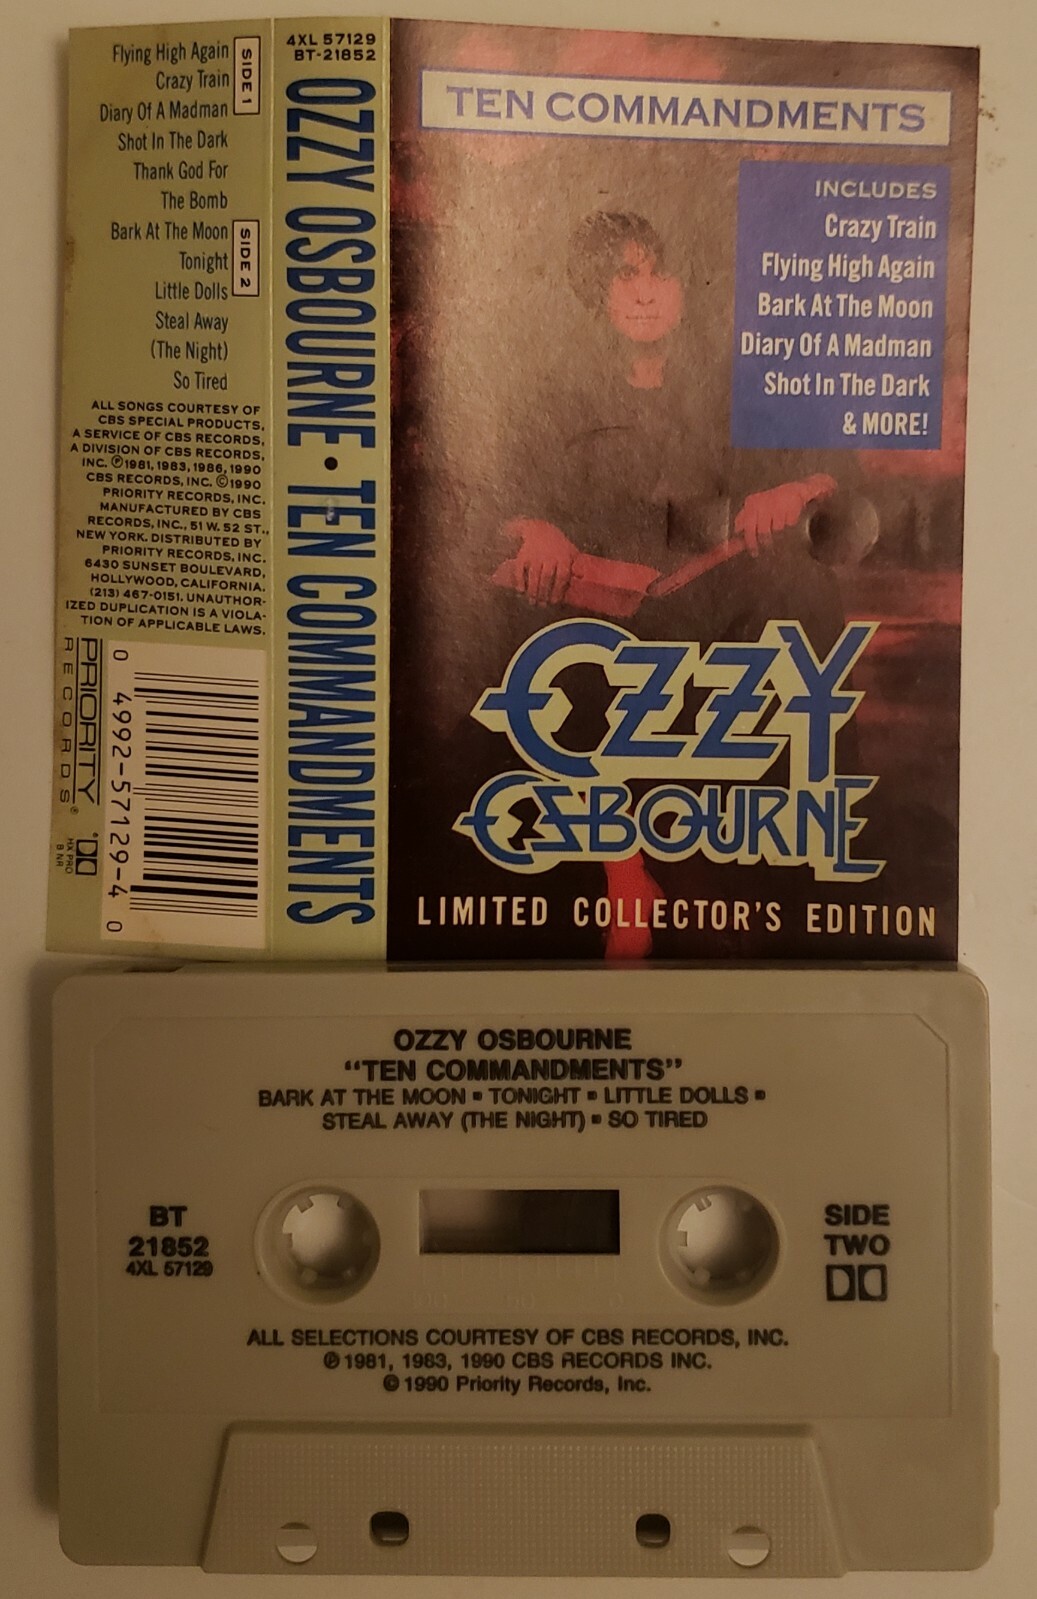 Flying High Again
Crazy Train
Diary Of A Madman
Shot In The Dark
Thank God For
The Bomb
SIDE 1
Bark At The Moon
Tonight
Little Dolls
Steal Away
(The Night)
So Tired
SIDE 2
ALL SONGS COURTESY OF
CBS SPECIAL PRODUCTS,
A SERVICE OF CBS RECORDS,
A DIVISION OF CBS RECORDS,
INC. ℗1981, 1983, 1986, 1990
CBS RECORDS, INC. ©1990
PRIORITY RECORDS, INC.
MANUFACTURED BY CBS
RECORDS, INC., 51 W. 52 ST.,
NEW YORK. DISTRIBUTED BY
PRIORITY RECORDS, INC.
6430 SUNSET BOULEVARD,
HOLLYWOOD, CALIFORNIA.
(213) 467-0151. UNAUTHOR-
IZED DUPLICATION IS A VIOLA-
TION OF APPLICABLE LAWS.
PRIORITY
RECORDS®
HX PRO
B NR
0 4992-57129-4 0
4XL 57129
BT-21852
OZZY OSBOURNE • TEN COMMANDMENTS
TEN COMMANDMENTS
INCLUDES
Crazy Train
Flying High Again
Bark At The Moon
Diary Of A Madman
Shot In The Dark
& MORE!
OZZY
OSBOURNE
LIMITED COLLECTOR'S EDITION
OZZY OSBOURNE
"TEN COMMANDMENTS"
BARK AT THE MOON ▪ TONIGHT ▪ LITTLE DOLLS ▪
STEAL AWAY (THE NIGHT) ▪ SO TIRED
BT
21852
4XL 57129
SIDE
TWO
ALL SELECTIONS COURTESY OF CBS RECORDS, INC.
℗ 1981, 1983, 1990 CBS RECORDS INC.
© 1990 Priority Records, Inc.